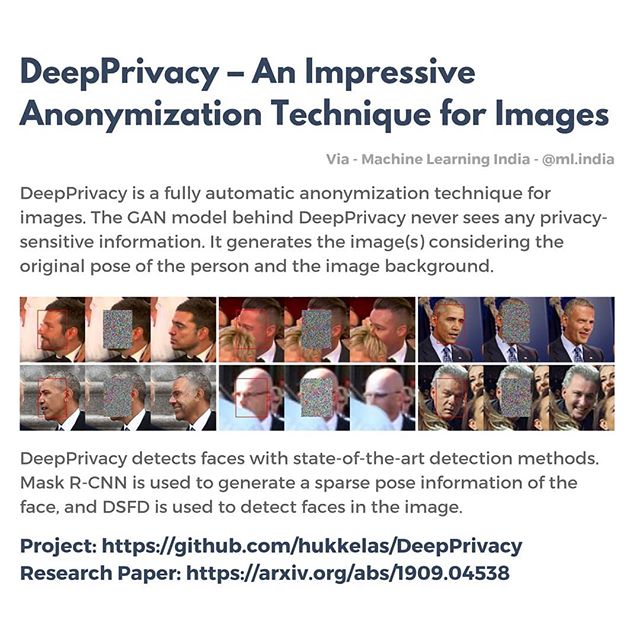 DeepPrivacy – An Impressive
Anonymization Technique for Images
Via - Machine Learning India - @ml.india
DeepPrivacy is a fully automatic anonymization technique for
images. The GAN model behind DeepPrivacy never sees any privacy-
sensitive information. It generates the image(s) considering the
original pose of the person and the image background.
DeepPrivacy detects faces with state-of-the-art detection methods.
Mask R-CNN is used to generate a sparse pose information of the
face, and DSFD is used to detect faces in the image.
Project: https://github.com/hukkelas/DeepPrivacy
Research Paper: https://arxiv.org/abs/1909.04538